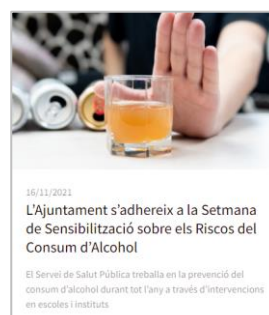 16/11/2021
L'Ajuntament s'adhereix a la Setmana
de Sensibilització sobre els Riscos del
Consum d'Alcohol
El Servei de Salut Pública treballa en la prevenció del
consum d'alcohol durant tot l'any a través d'intervencions
en escoles i instituts